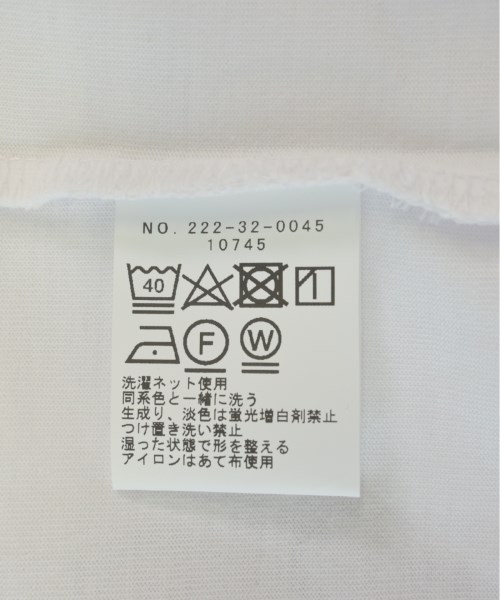 NO. 222-32-0045
10745
40
F W
洗濯ネット使用
同系色と一緒に洗う
生成り、淡色は蛍光増白剤禁止
つけ置き洗い禁止
湿った状態で形を整える
アイロンはあて布使用